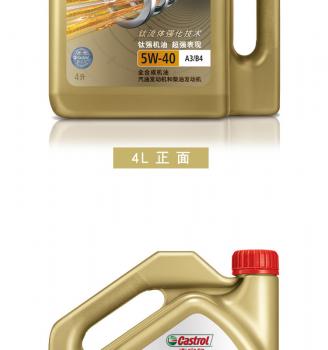 钛流体强化技术
钛强机油 超强表现
5W-40 A3/B4
4升
全合成机油
汽油发动机和柴油发动机
4L 正 面
Castrol